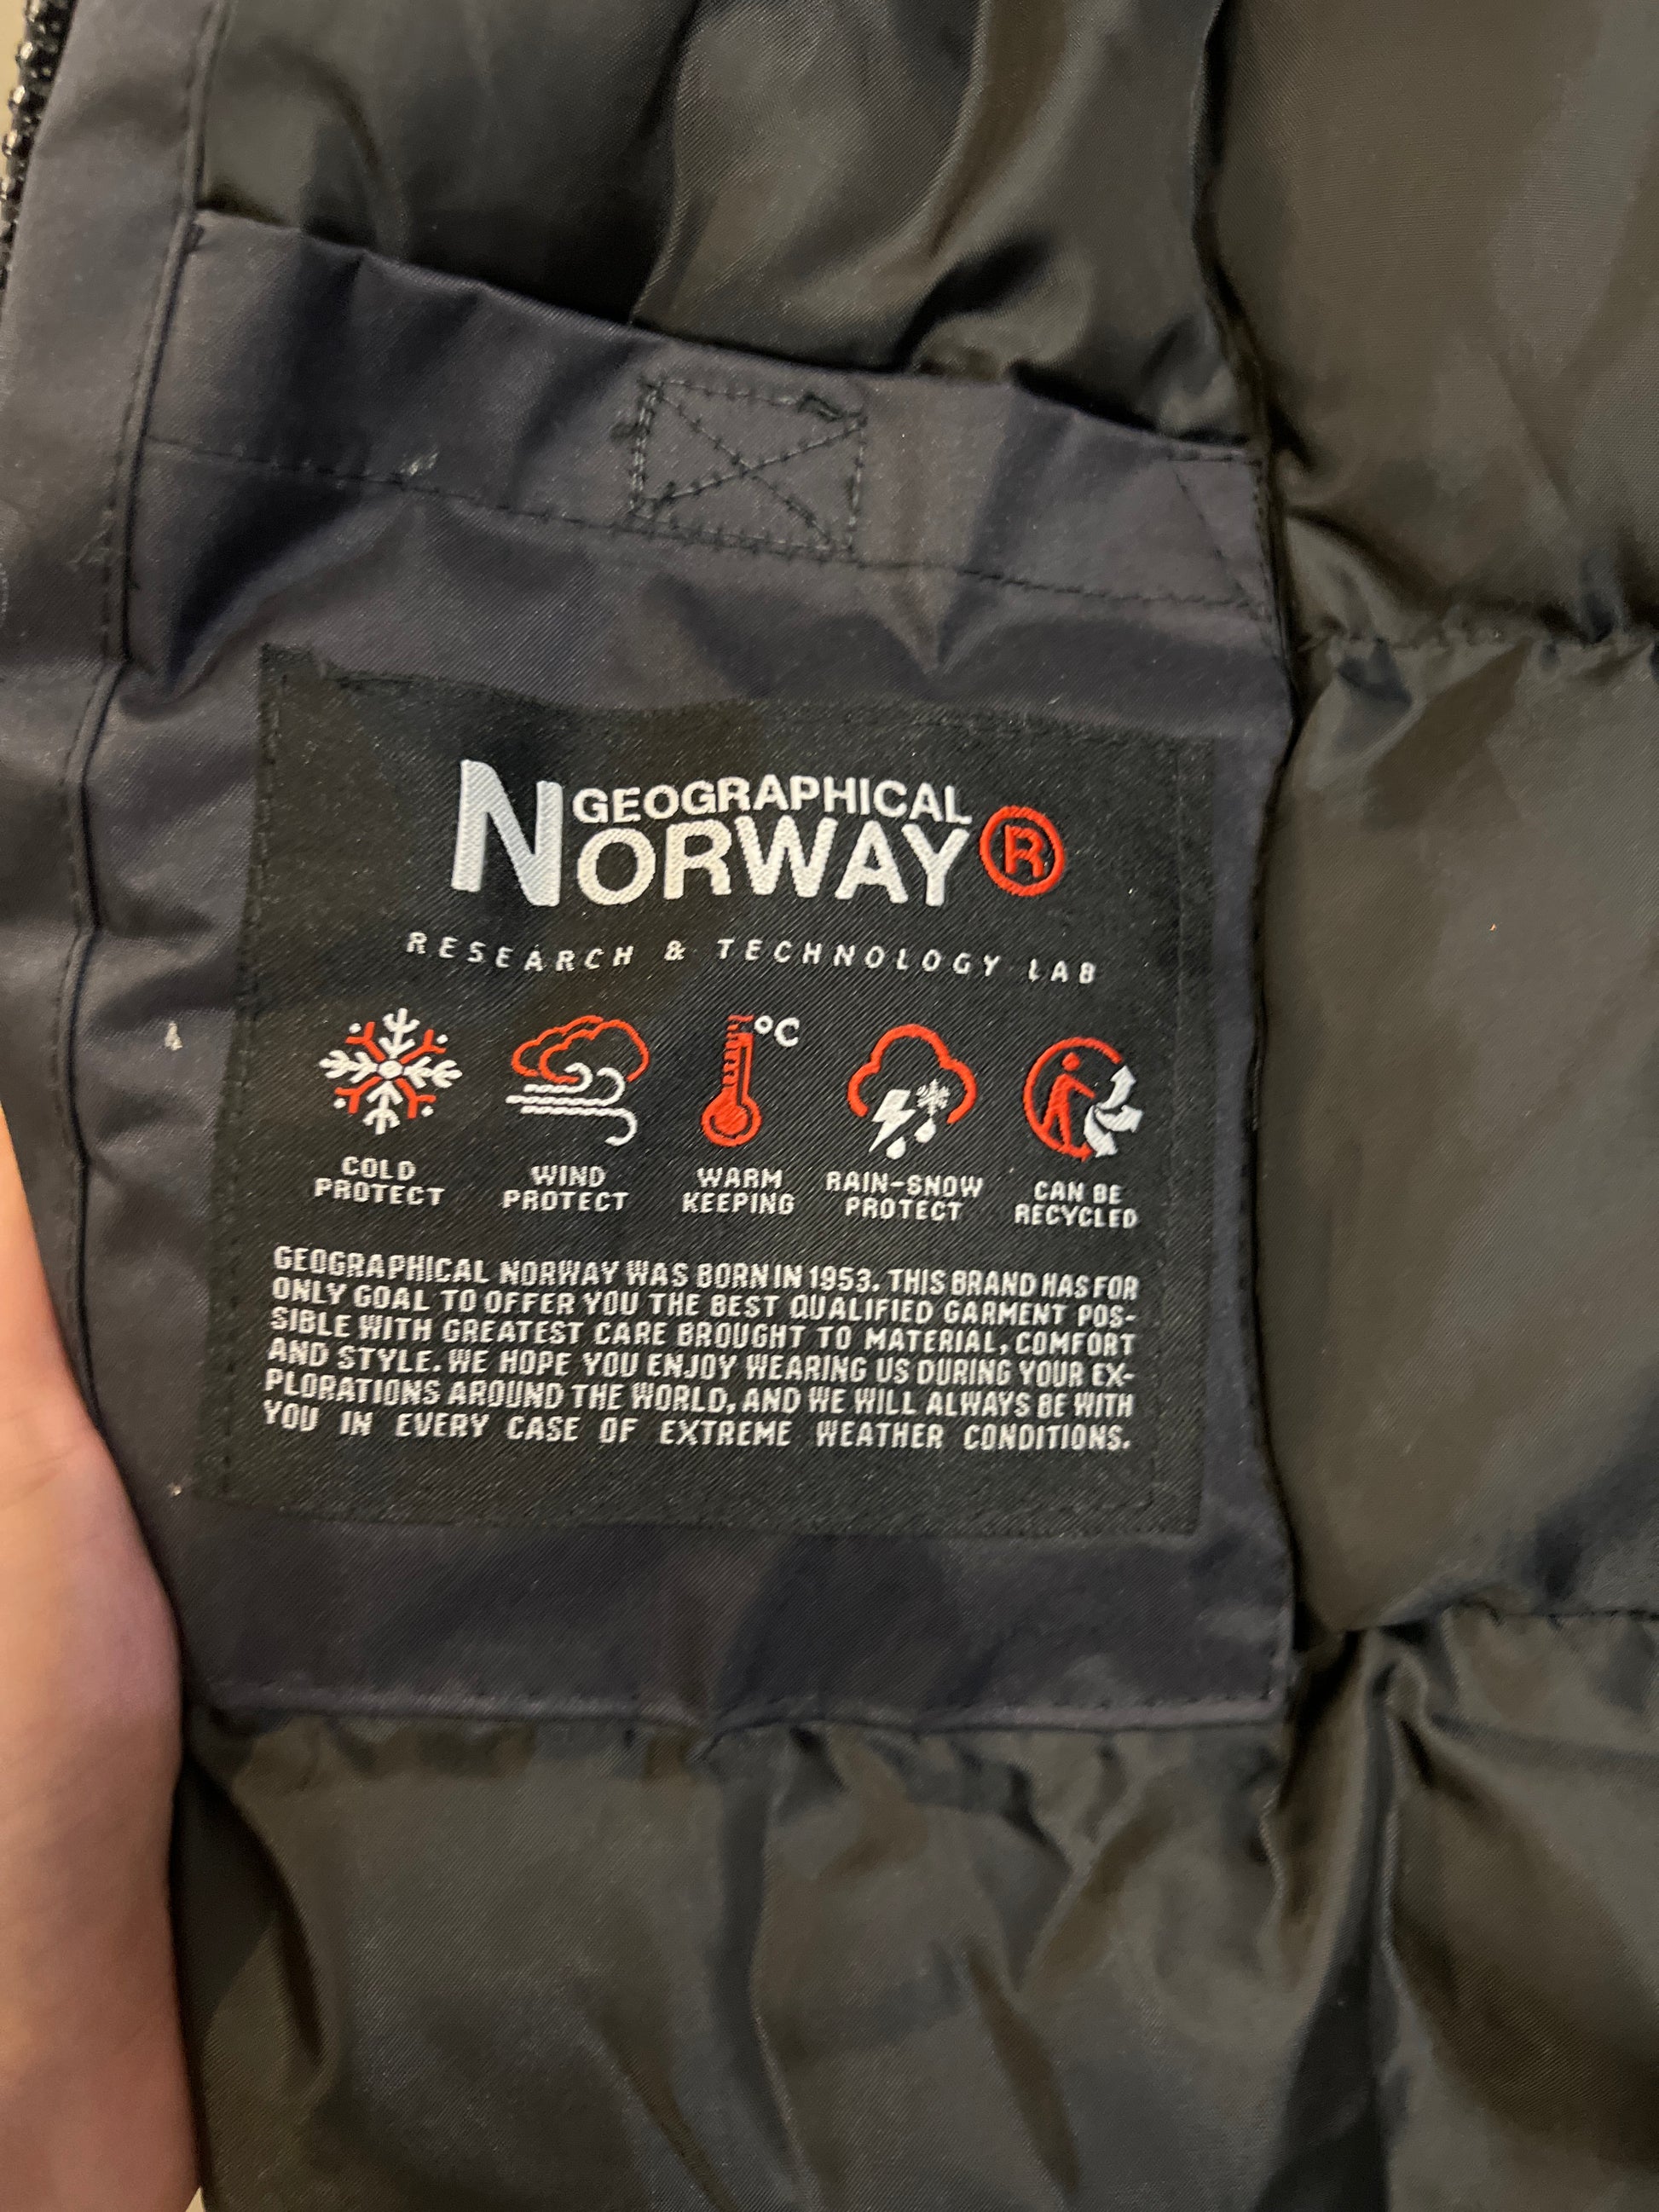 GEOGRAPHICAL
NORWAY ®
RESEARCH & TECHNOLOGY LAB
°C
COLD PROTECT
WIND PROTECT
WARM KEEPING
RAIN-SNOW PROTECT
CAN BE RECYCLED
GEOGRAPHICAL NORWAY WAS BORN IN 1953. THIS BRAND HAS FOR
ONLY GOAL TO OFFER YOU THE BEST QUALIFIED GARMENT POS-
SIBLE WITH GREATEST CARE BROUGHT TO MATERIAL, COMFORT
AND STYLE. WE HOPE YOU ENJOY WEARING US DURING YOUR EX-
PLORATIONS AROUND THE WORLD, AND WE WILL ALWAYS BE WITH
YOU IN EVERY CASE OF EXTREME WEATHER CONDITIONS.